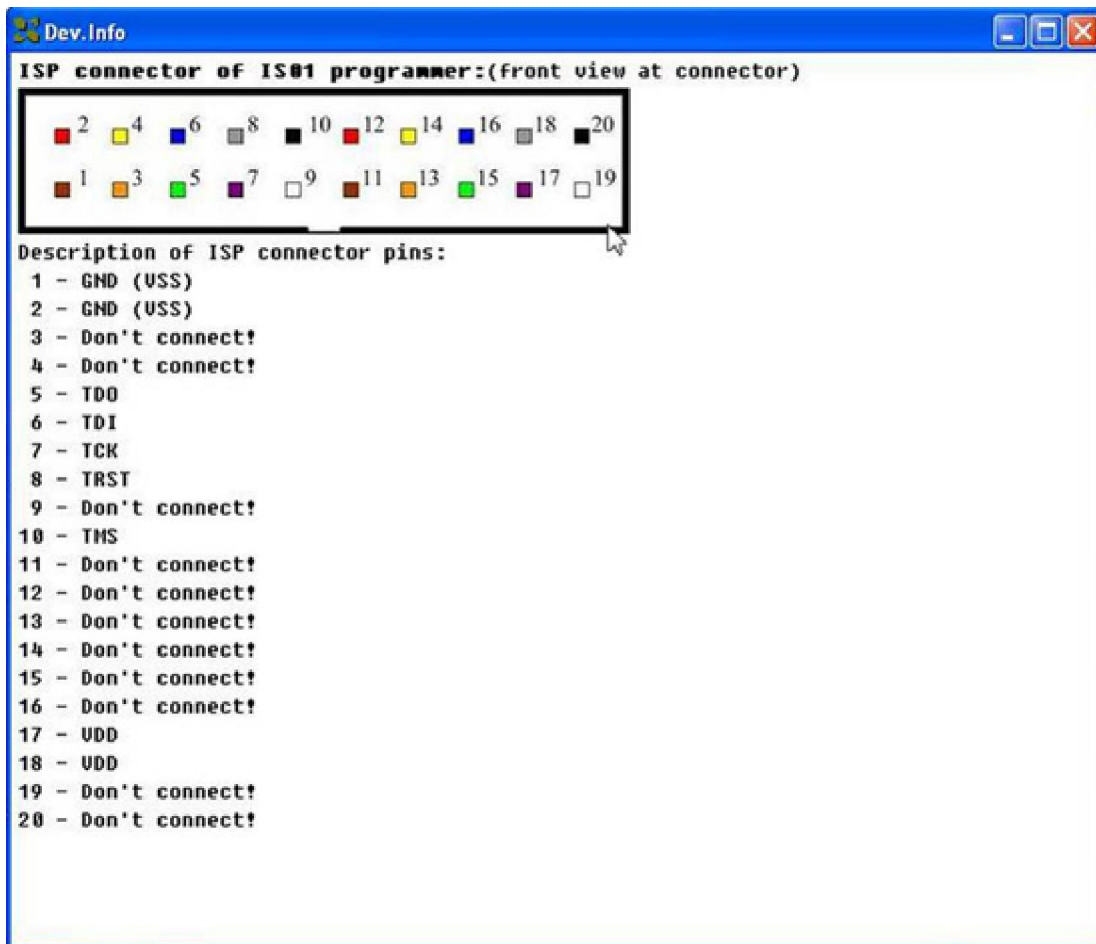 Dev.Info
ISP connector of IS01 programmer:(front view at connector)
2 4 6 8 10 12 14 16 18 20
1 3 5 7 9 11 13 15 17 19
Description of ISP connector pins:
1 - GND (VSS)
2 - GND (VSS)
3 - Don't connect!
4 - Don't connect!
5 - TDO
6 - TDI
7 - TCK
8 - TRST
9 - Don't connect!
10 - TMS
11 - Don't connect!
12 - Don't connect!
13 - Don't connect!
14 - Don't connect!
15 - Don't connect!
16 - Don't connect!
17 - VDD
18 - VDD
19 - Don't connect!
20 - Don't connect!